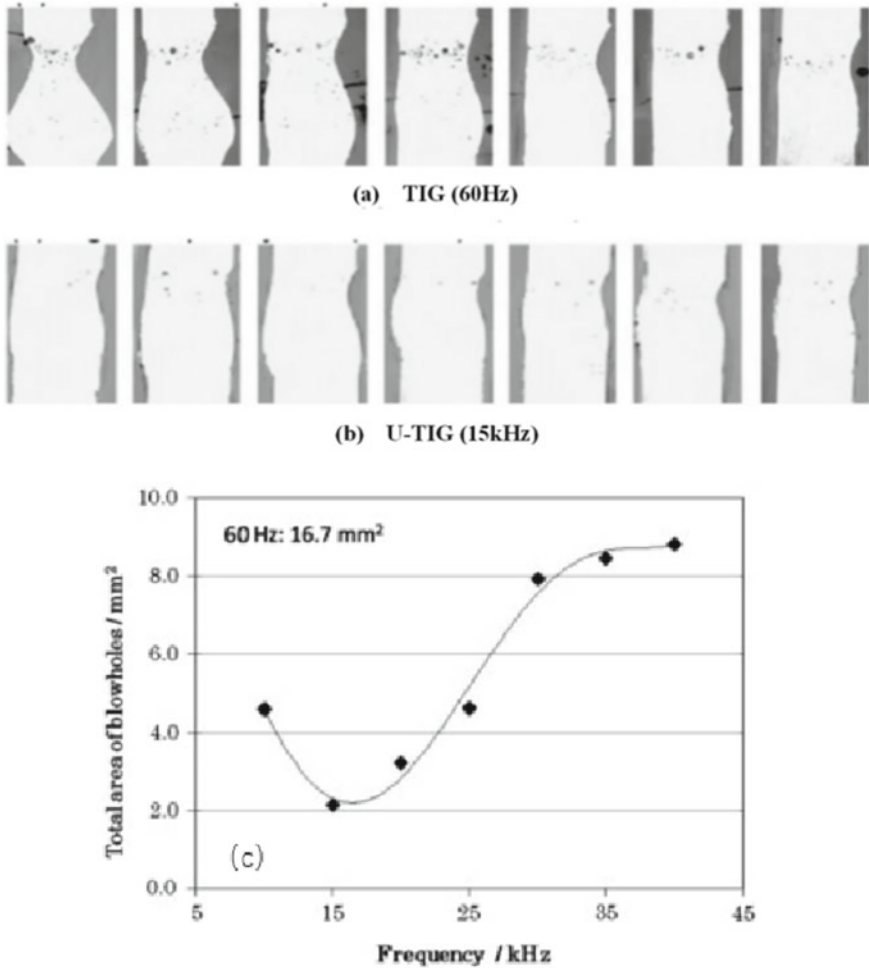 (a) TIG (60Hz)
(b) U-TIG (15kHz)
10.0
60 Hz: 16.7 mm²
8.0
6.0
4.0
2.0
0.0
Total area of blowholes / mm²
(c)
5 15 25 35 45
Frequency / kHz